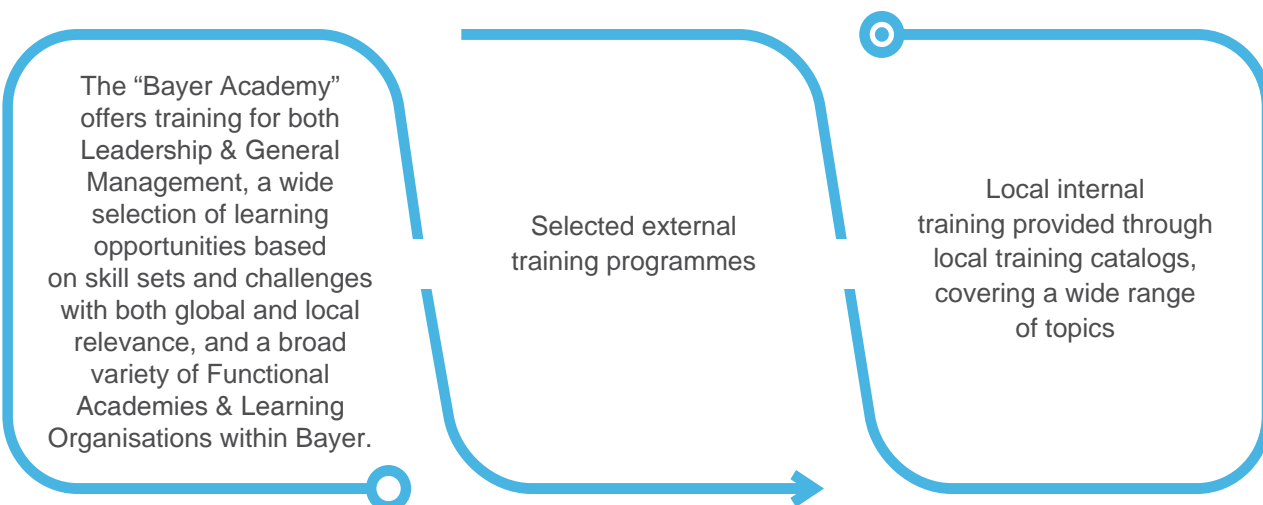 The “Bayer Academy”
offers training for both
Leadership & General
Management, a wide
selection of learning
opportunities based
on skill sets and challenges
with both global and local
relevance, and a broad
variety of Functional
Academies & Learning
Organisations within Bayer.
Selected external
training programmes
Local internal
training provided through
local training catalogs,
covering a wide range
of topics